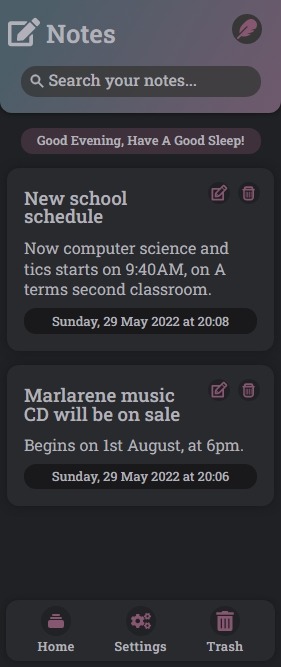 Notes
Search your notes...
Good Evening, Have A Good Sleep!
New school
schedule
Now computer science and
tics starts on 9:40AM, on A
terms second classroom.
Sunday, 29 May 2022 at 20:08
Marlarene music
CD will be on sale
Begins on 1st August, at 6pm.
Sunday, 29 May 2022 at 20:06
Home
Settings
Trash